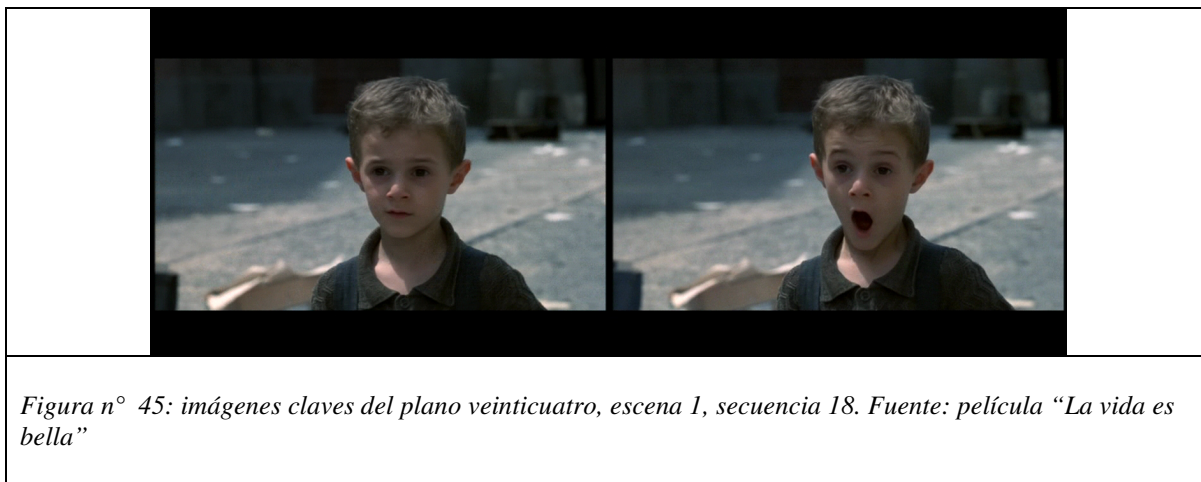 Figura n° 45: imágenes claves del plano veinticuatro, escena 1, secuencia 18. Fuente: película “La vida es
bella”